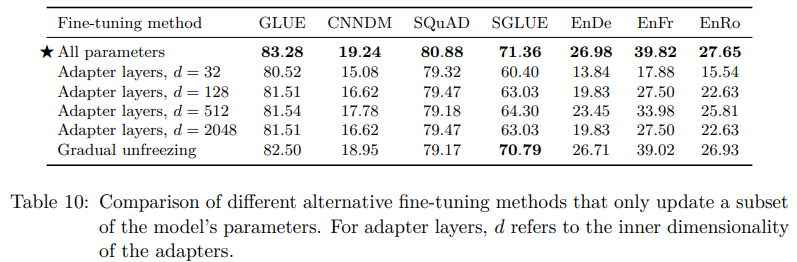 Fine-tuning method GLUE CNNDM SQuAD SGLUE EnDe EnFr EnRo
★ All parameters 83.28 19.24 80.88 71.36 26.98 39.82 27.65
Adapter layers, d = 32 80.52 15.08 79.32 60.40 13.84 17.88 15.54
Adapter layers, d = 128 81.51 16.62 79.47 63.03 19.83 27.50 22.63
Adapter layers, d = 512 81.54 17.78 79.18 64.30 23.45 33.98 25.81
Adapter layers, d = 2048 81.51 16.62 79.47 63.03 19.83 27.50 22.63
Gradual unfreezing 82.50 18.95 79.17 70.79 26.71 39.02 26.93
Table 10: Comparison of different alternative fine-tuning methods that only update a subset
of the model's parameters. For adapter layers, d refers to the inner dimensionality
of the adapters.